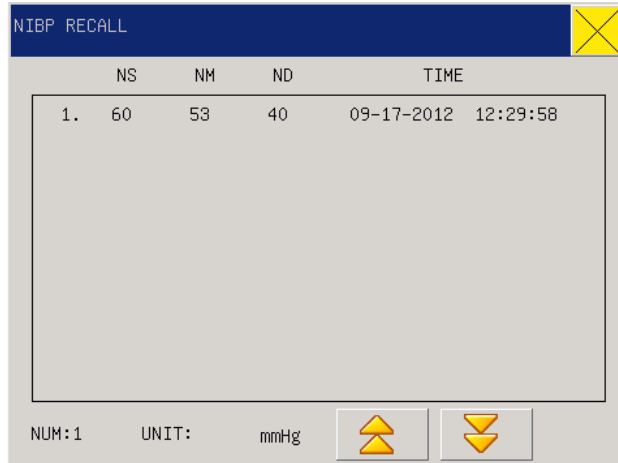 NIBP RECALL
NS NM ND TIME
1. 60 53 40 09-17-2012 12:29:58
NUM:1 UNIT: mmHg